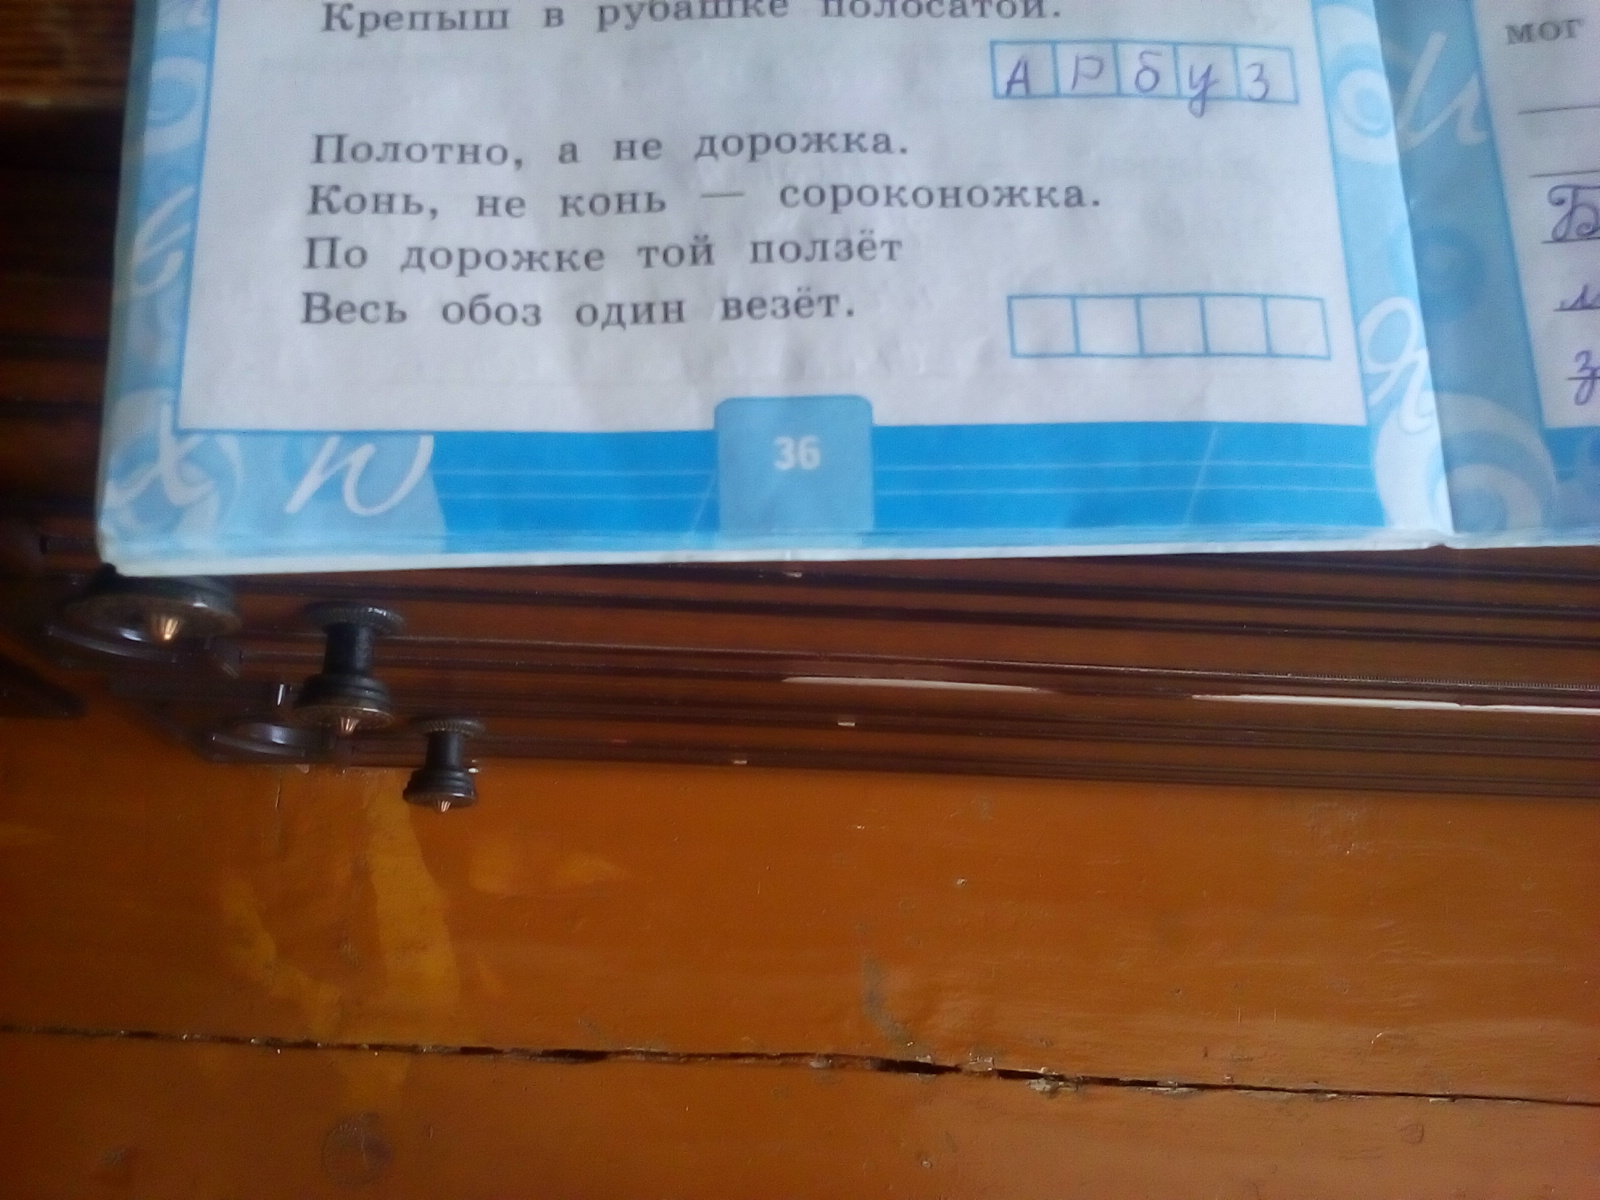 Крепыш в рубашке полосатой.
Арбуз
Полотно, а не дорожка.
Конь, не конь — сороконожка.
По дорожке той ползёт
Весь обоз один везёт.
36
мог
Б
м
з